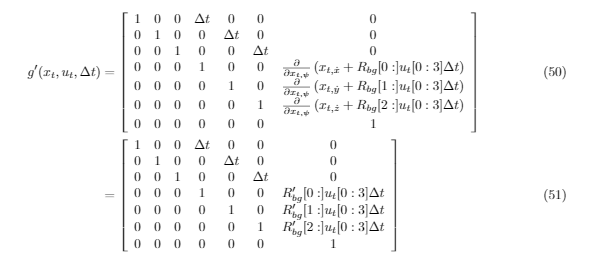 g′(x_t, u_t, Δt) = [ 1 0 0 Δt 0 0 0
0 1 0 0 Δt 0 0
0 0 1 0 0 Δt 0
0 0 0 1 0 0 ∂/∂x_{t,ψ} (x_{t,ẋ} + R_{bg}[0 :]u_t[0 : 3]Δt)
0 0 0 0 1 0 ∂/∂x_{t,ψ} (x_{t,ẏ} + R_{bg}[1 :]u_t[0 : 3]Δt)
0 0 0 0 0 1 ∂/∂x_{t,ψ} (x_{t,ż} + R_{bg}[2 :]u_t[0 : 3]Δt)
0 0 0 0 0 0 1 ] (50)
= [ 1 0 0 Δt 0 0 0
0 1 0 0 Δt 0 0
0 0 1 0 0 Δt 0
0 0 0 1 0 0 R′_{bg}[0 :]u_t[0 : 3]Δt
0 0 0 0 1 0 R′_{bg}[1 :]u_t[0 : 3]Δt
0 0 0 0 0 1 R′_{bg}[2 :]u_t[0 : 3]Δt
0 0 0 0 0 0 1 ] (51)